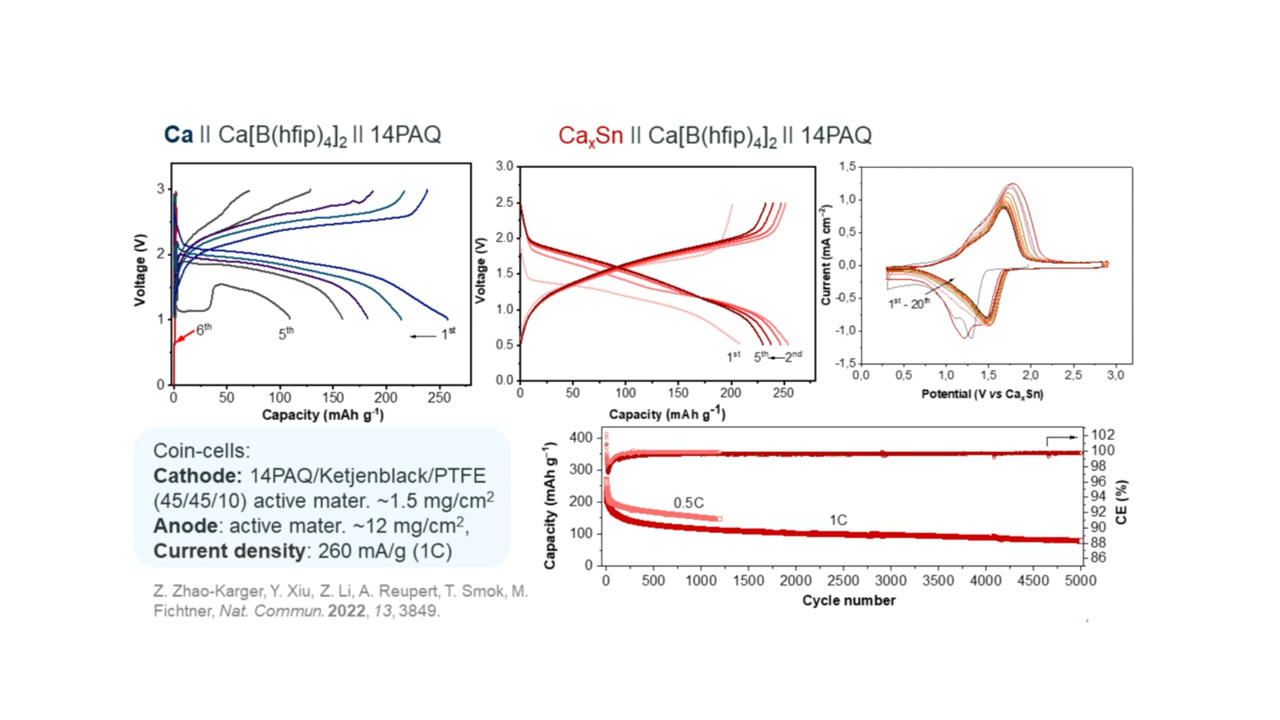 Ca || Ca[B(hfip)₄]₂ || 14PAQ
CaₓSn || Ca[B(hfip)₄]₂ || 14PAQ
Voltage (V)
3
2
1
0
6th
5th
1st
0 50 100 150 200 250
Capacity (mAh g⁻¹)
Voltage (V)
3.0
2.5
2.0
1.5
1.0
0.5
0.0
1st 5th 2nd
0 50 100 150 200 250
Capacity (mAh g⁻¹)
Current (mA cm⁻²)
1,5
1,0
0,5
0,0
-0,5
-1,0
-1,5
1st - 20th
0,0 0,5 1,0 1,5 2,0 2,5 3,0
Potential (V vs CaₓSn)
Coin-cells:
Cathode: 14PAQ/Ketjenblack/PTFE
(45/45/10) active mater. ~1.5 mg/cm²
Anode: active mater. ~12 mg/cm²,
Current density: 260 mA/g (1C)
Capacity (mAh g⁻¹)
400
300
200
100
0
0.5C
1C
102
100
98
96
94
92
90
88
86
CE (%)
0 500 1000 1500 2000 2500 3000 3500 4000 4500 5000
Cycle number
Z. Zhao-Karger, Y. Xiu, Z. Li, A. Reupert, T. Smok, M.
Fichtner, Nat. Commun. 2022, 13, 3849.